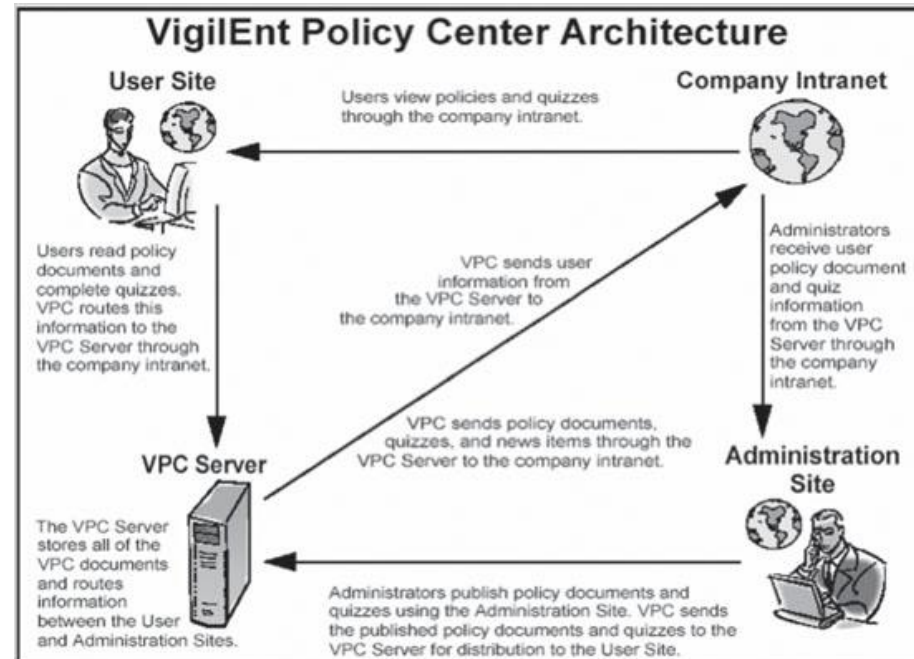 VigilEnt Policy Center Architecture
User Site
Company Intranet
Users view policies and quizzes
through the company intranet.
Users read policy
documents and
complete quizzes.
VPC routes this
information to the
VPC Server through
the company intranet.
VPC sends user
information from
the VPC Server to
the company intranet.
Administrators
receive user
policy document
and quiz
information
from the VPC
Server through
the company
intranet.
VPC sends policy documents,
quizzes, and news items through the
VPC Server to the company intranet.
VPC Server
Administration
Site
The VPC Server
stores all of the
VPC documents
and routes
information
between the User
and Administration Sites.
Administrators publish policy documents and
quizzes using the Administration Site. VPC sends
the published policy documents and quizzes to the
VPC Server for distribution to the User Site.